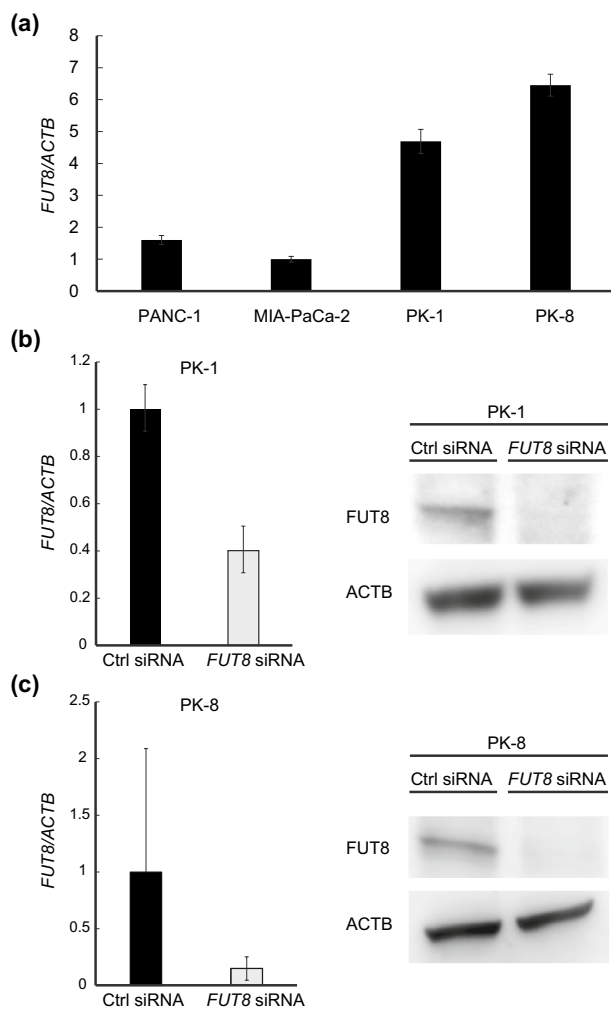 (a)
8
7
6
5
4
3
2
1
0
FUT8/ACTB
PANC-1 MIA-PaCa-2 PK-1 PK-8
(b)
PK-1
1.2
1
0.8
0.6
0.4
0.2
0
FUT8/ACTB
Ctrl siRNA FUT8 siRNA
PK-1
Ctrl siRNA FUT8 siRNA
FUT8
ACTB
(c)
PK-8
2.5
2
1.5
1
0.5
0
FUT8/ACTB
Ctrl siRNA FUT8 siRNA
PK-8
Ctrl siRNA FUT8 siRNA
FUT8
ACTB